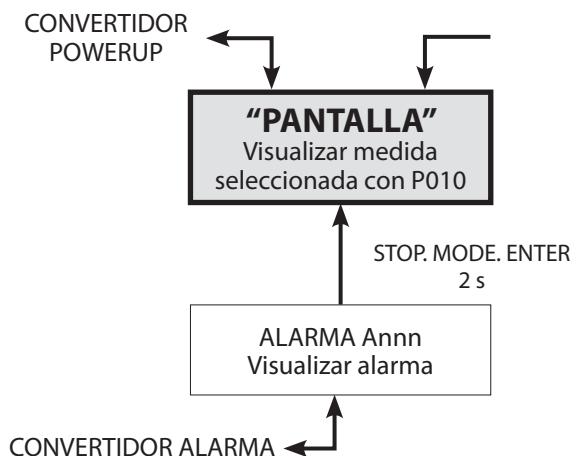 CONVERTIDOR
POWERUP
“PANTALLA”
Visualizar medida
seleccionada con P010
STOP. MODE. ENTER
2 s
ALARMA Annn
Visualizar alarma
CONVERTIDOR ALARMA